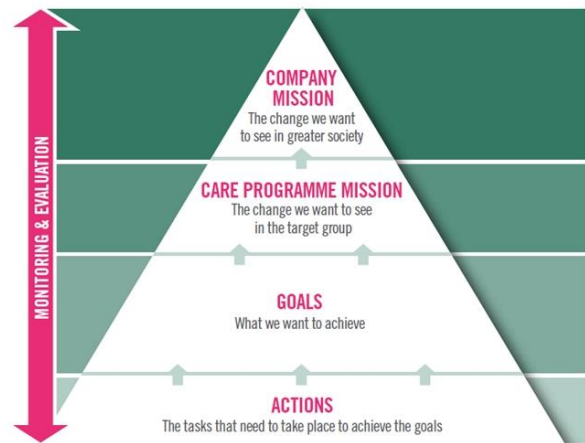 MONITORING & EVALUATION
COMPANY
MISSION
The change we want
to see in greater society
CARE PROGRAMME MISSION
The change we want to see
in the target group
GOALS
What we want to achieve
ACTIONS
The tasks that need to take place to achieve the goals